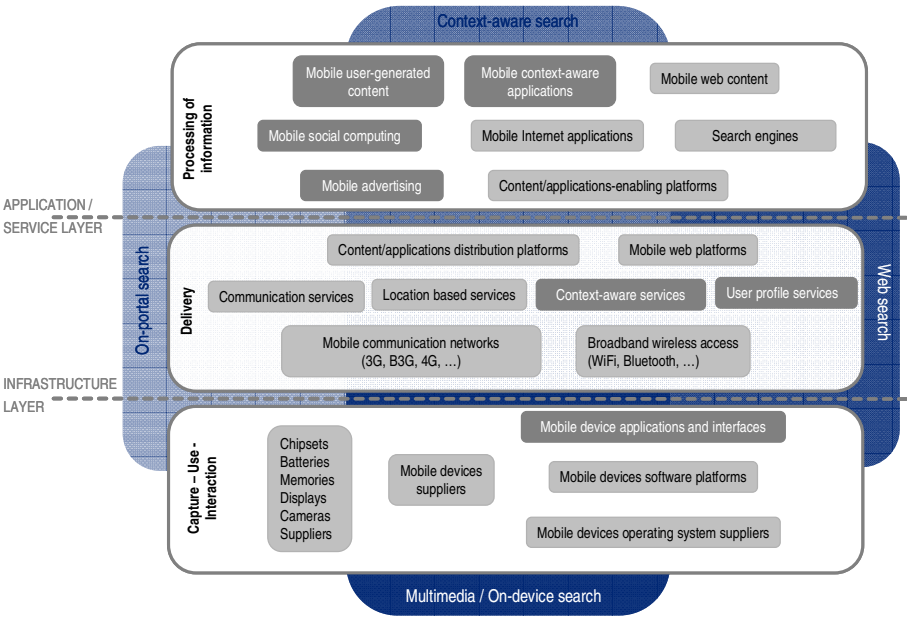 Context-aware search
Processing of
information
Mobile user-generated
content
Mobile context-aware
applications
Mobile web content
Mobile social computing
Mobile Internet applications
Search engines
Mobile advertising
Content/applications-enabling platforms
APPLICATION /
SERVICE LAYER
On-portal search
Web search
Delivery
Content/applications distribution platforms
Mobile web platforms
Communication services
Location based services
Context-aware services
User profile services
Mobile communication networks
(3G, B3G, 4G, …)
Broadband wireless access
(WiFi, Bluetooth, …)
INFRASTRUCTURE
LAYER
Capture – Use -
Interaction
Chipsets
Batteries
Memories
Displays
Cameras
Suppliers
Mobile devices
suppliers
Mobile device applications and interfaces
Mobile devices software platforms
Mobile devices operating system suppliers
Multimedia / On-device search